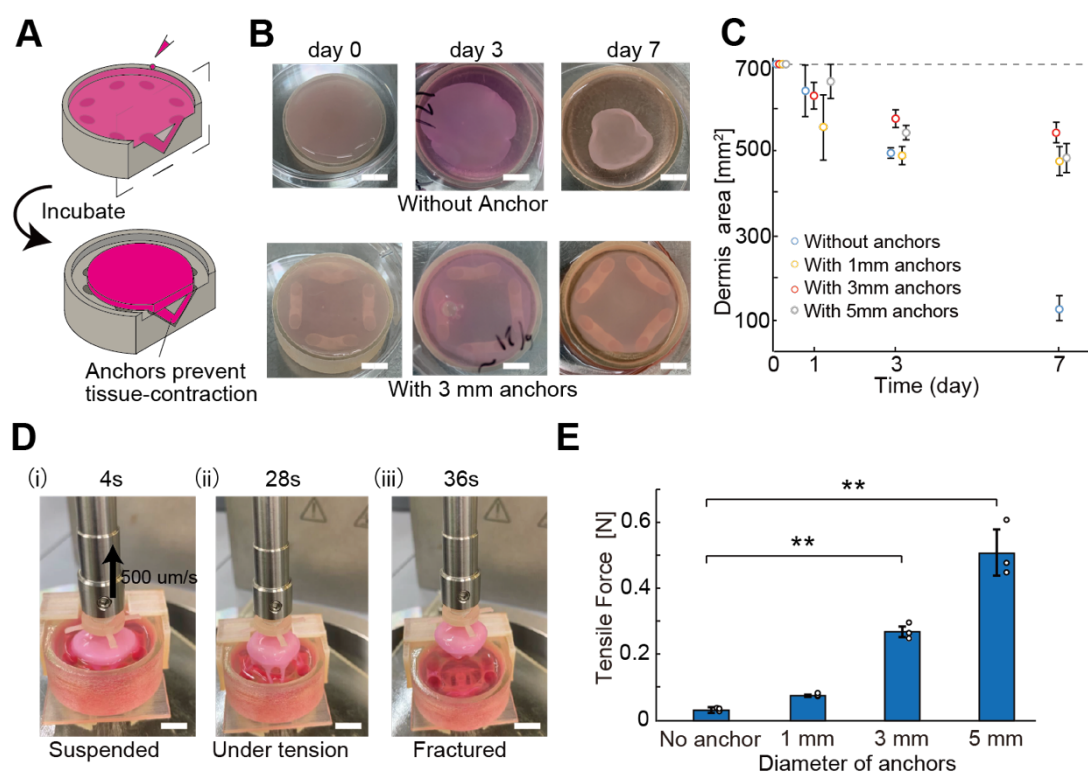 A
Incubate
Anchors prevent
tissue-contraction
B
day 0
day 3
day 7
Without Anchor
With 3 mm anchors
C
Dermis area [mm²]
700
500
300
100
Without anchors
With 1mm anchors
With 3mm anchors
With 5mm anchors
0
1
3
7
Time (day)
D
(i)
4s
(ii)
28s
(iii)
36s
500 um/s
Suspended
Under tension
Fractured
E
Tensile Force [N]
0.6
0.4
0.2
0
**
**
No anchor
1 mm
3 mm
5 mm
Diameter of anchors